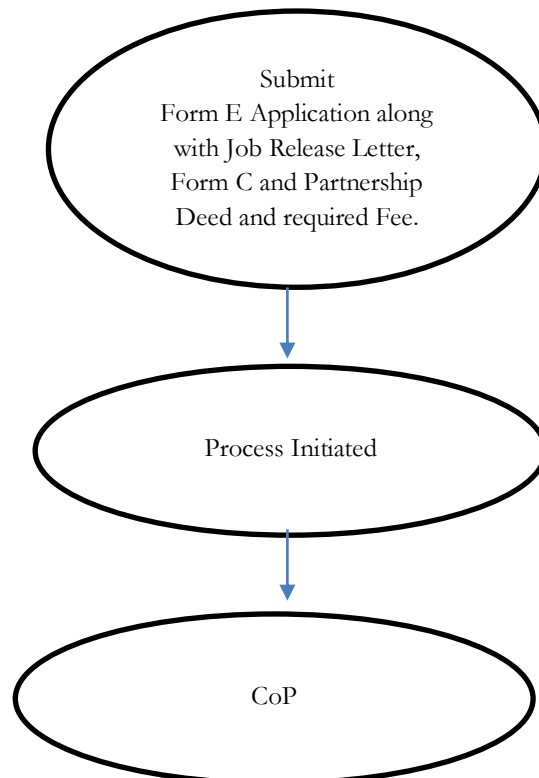 Submit
Form E Application along
with Job Release Letter,
Form C and Partnership
Deed and required Fee.
Process Initiated
CoP